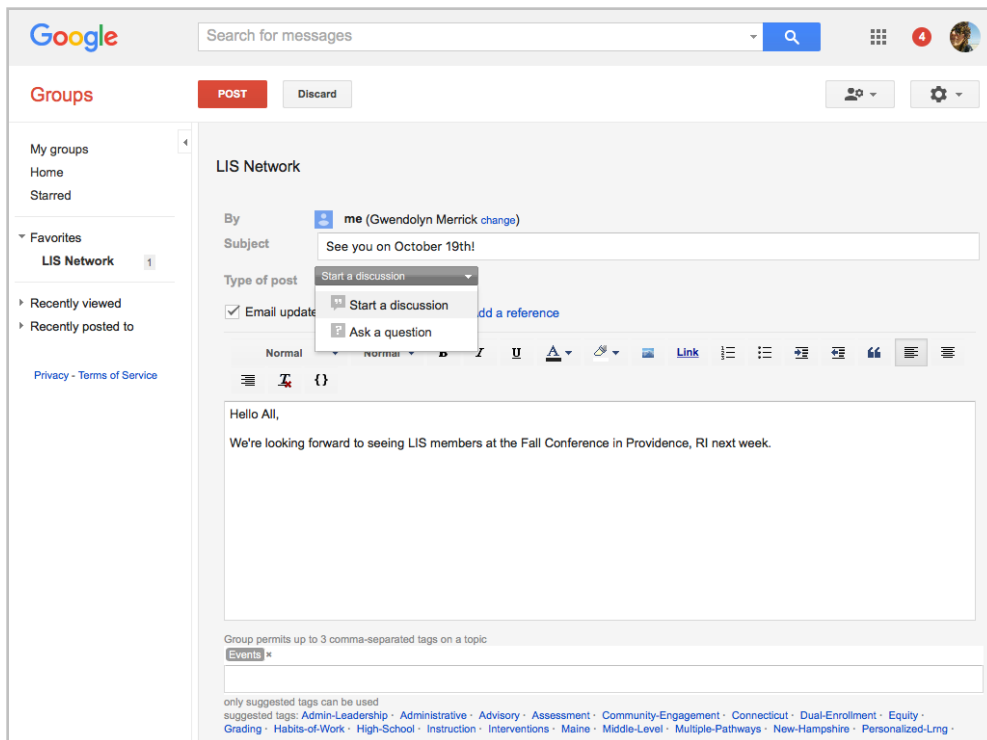 Google
Search for messages
4
Groups
POST
Discard
My groups
Home
Starred
Favorites
LIS Network 1
Recently viewed
Recently posted to
Privacy - Terms of Service
LIS Network
By me (Gwendolyn Merrick change)
Subject See you on October 19th!
Type of post Start a discussion
Start a discussion
Ask a question
Email update dd a reference
Normal Normal B I U A Link
T {}
Hello All,
We're looking forward to seeing LIS members at the Fall Conference in Providence, RI next week.
Group permits up to 3 comma-separated tags on a topic
Events ×
only suggested tags can be used
suggested tags: Admin-Leadership · Administrative · Advisory · Assessment · Community-Engagement · Connecticut · Dual-Enrollment · Equity ·
Grading · Habits-of-Work · High-School · Instruction · Interventions · Maine · Middle-Level · Multiple-Pathways · New-Hampshire · Personalized-Lrng ·